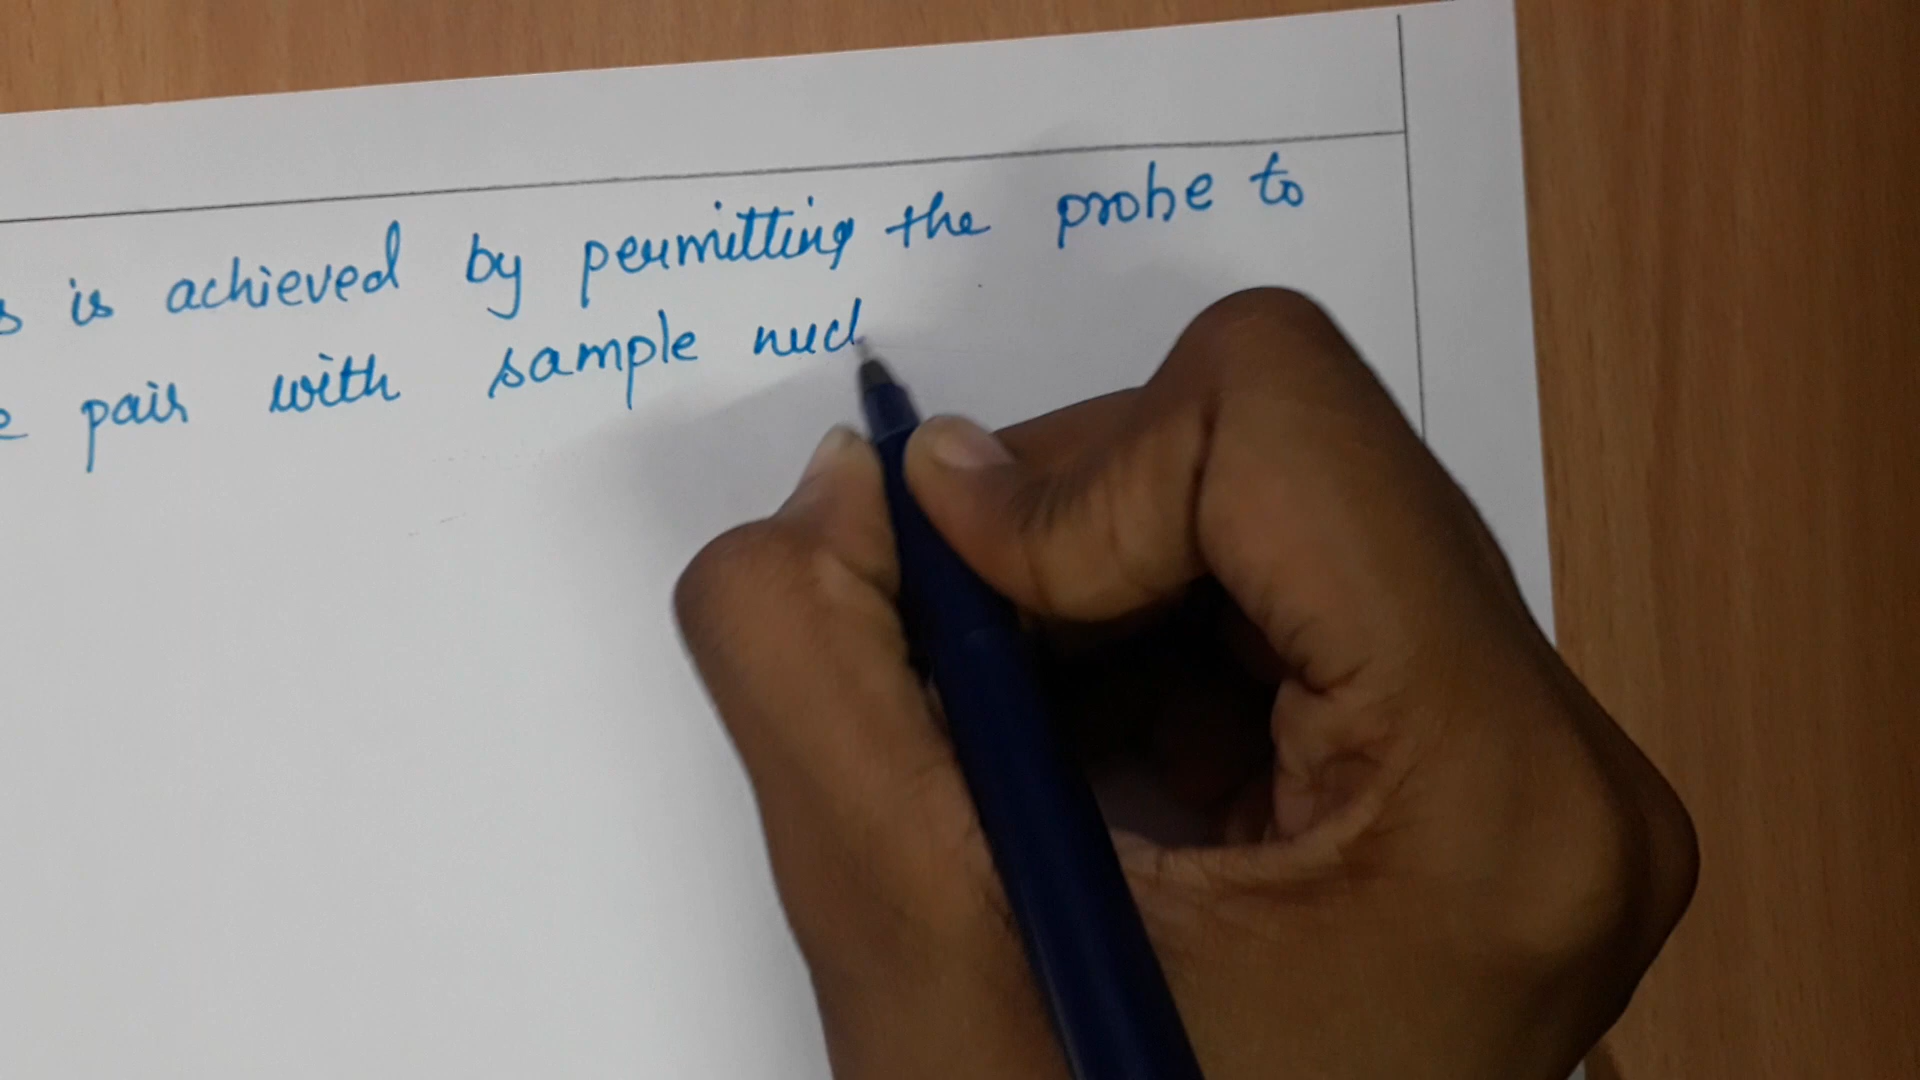 s is achieved by permitting the probe to
e pair with sample nucl